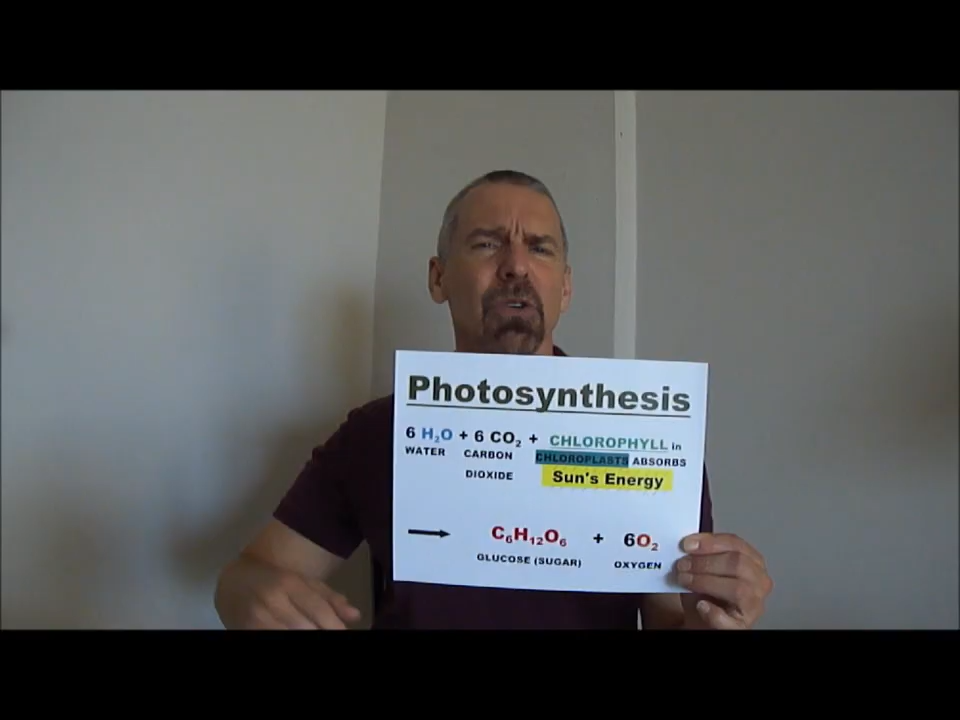 Photosynthesis
6 H₂O + 6 CO₂ + CHLOROPHYLL in
WATER CARBON CHLOROPLASTS ABSORBS
DIOXIDE Sun's Energy
→ C₆H₁₂O₆ + 6O₂
GLUCOSE (SUGAR) OXYGEN